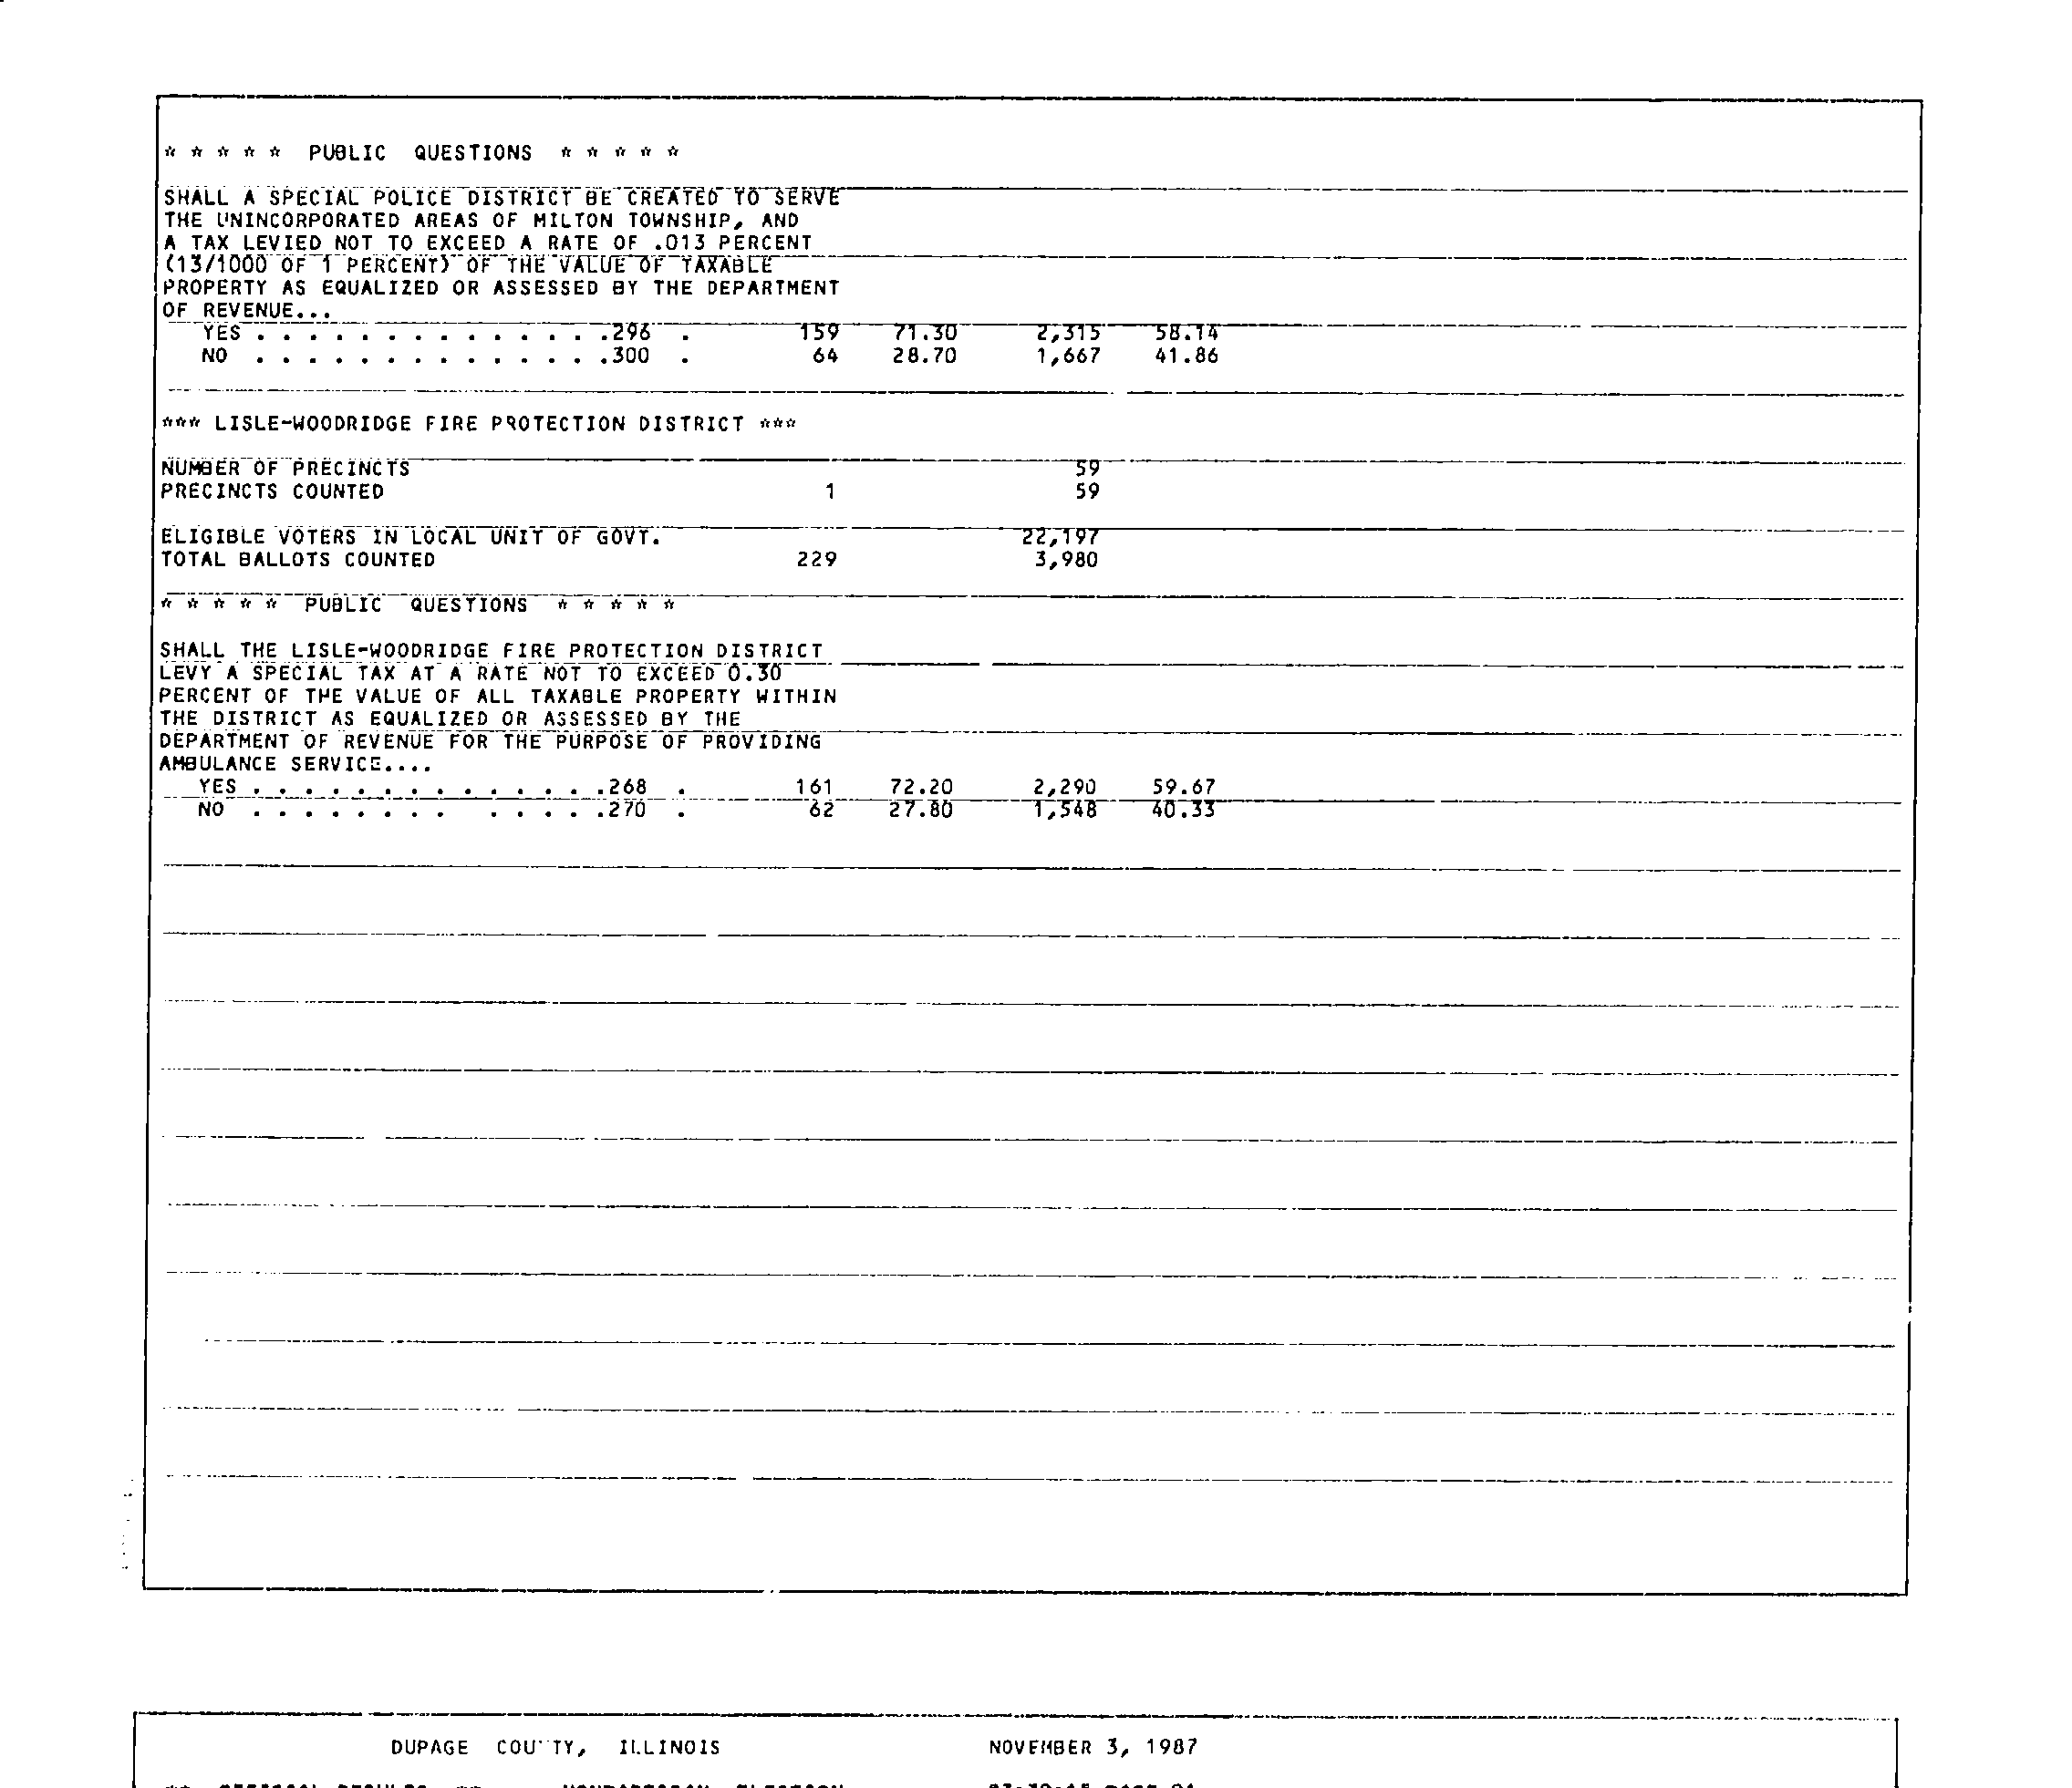 * * * * * PUBLIC QUESTIONS * * * * *
SHALL A SPECIAL POLICE DISTRICT BE CREATED TO SERVE
THE UNINCORPORATED AREAS OF MILTON TOWNSHIP, AND
A TAX LEVIED NOT TO EXCEED A RATE OF .013 PERCENT
(13/1000 OF 1 PERCENT) OF THE VALUE OF TAXABLE
PROPERTY AS EQUALIZED OR ASSESSED BY THE DEPARTMENT
OF REVENUE...
YES . . . . . . . . . . . . . .296 . 159 71.30 2,315 58.14
NO . . . . . . . . . . . . . .300 . 64 28.70 1,667 41.86
*** LISLE-WOODRIDGE FIRE PROTECTION DISTRICT ***
NUMBER OF PRECINCTS 59
PRECINCTS COUNTED 1 59
ELIGIBLE VOTERS IN LOCAL UNIT OF GOVT. 22,197
TOTAL BALLOTS COUNTED 229 3,980
* * * * * PUBLIC QUESTIONS * * * * *
SHALL THE LISLE-WOODRIDGE FIRE PROTECTION DISTRICT
LEVY A SPECIAL TAX AT A RATE NOT TO EXCEED 0.30
PERCENT OF THE VALUE OF ALL TAXABLE PROPERTY WITHIN
THE DISTRICT AS EQUALIZED OR ASSESSED BY THE
DEPARTMENT OF REVENUE FOR THE PURPOSE OF PROVIDING
AMBULANCE SERVICE....
YES . . . . . . . . . . . . . .268 . 161 72.20 2,290 59.67
NO . . . . . . . . . . . . .270 . 62 27.80 1,548 40.33
DUPAGE COUNTY, ILLINOIS NOVEMBER 3, 1987